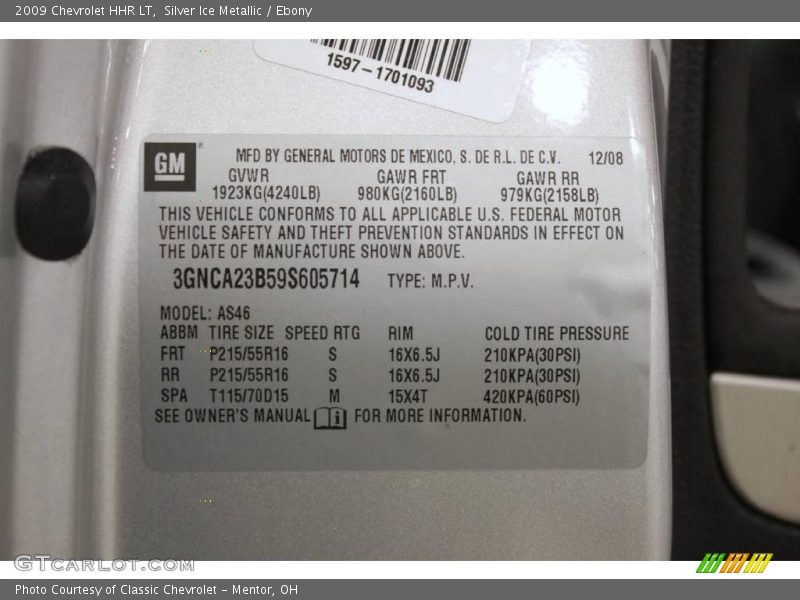 2009 Chevrolet HHR LT,  Silver Ice Metallic / Ebony
1597-1701093
GM
MFD BY GENERAL MOTORS DE MEXICO, S. DE R.L. DE C.V. 12/08
GVWR GAWR FRT GAWR RR
1923KG(4240LB) 980KG(2160LB) 979KG(2158LB)
THIS VEHICLE CONFORMS TO ALL APPLICABLE U.S. FEDERAL MOTOR
VEHICLE SAFETY AND THEFT PREVENTION STANDARDS IN EFFECT ON
THE DATE OF MANUFACTURE SHOWN ABOVE.
3GNCA23B59S605714 TYPE: M.P.V.
MODEL: AS46
ABBM TIRE SIZE SPEED RTG RIM COLD TIRE PRESSURE
FRT P215/55R16 S 16X6.5J 210KPA(30PSI)
RR P215/55R16 S 16X6.5J 210KPA(30PSI)
SPA T115/70D15 M 15X4T 420KPA(60PSI)
SEE OWNER'S MANUAL i FOR MORE INFORMATION.
GTCarlot.com
Photo Courtesy of Classic Chevrolet - Mentor, OH